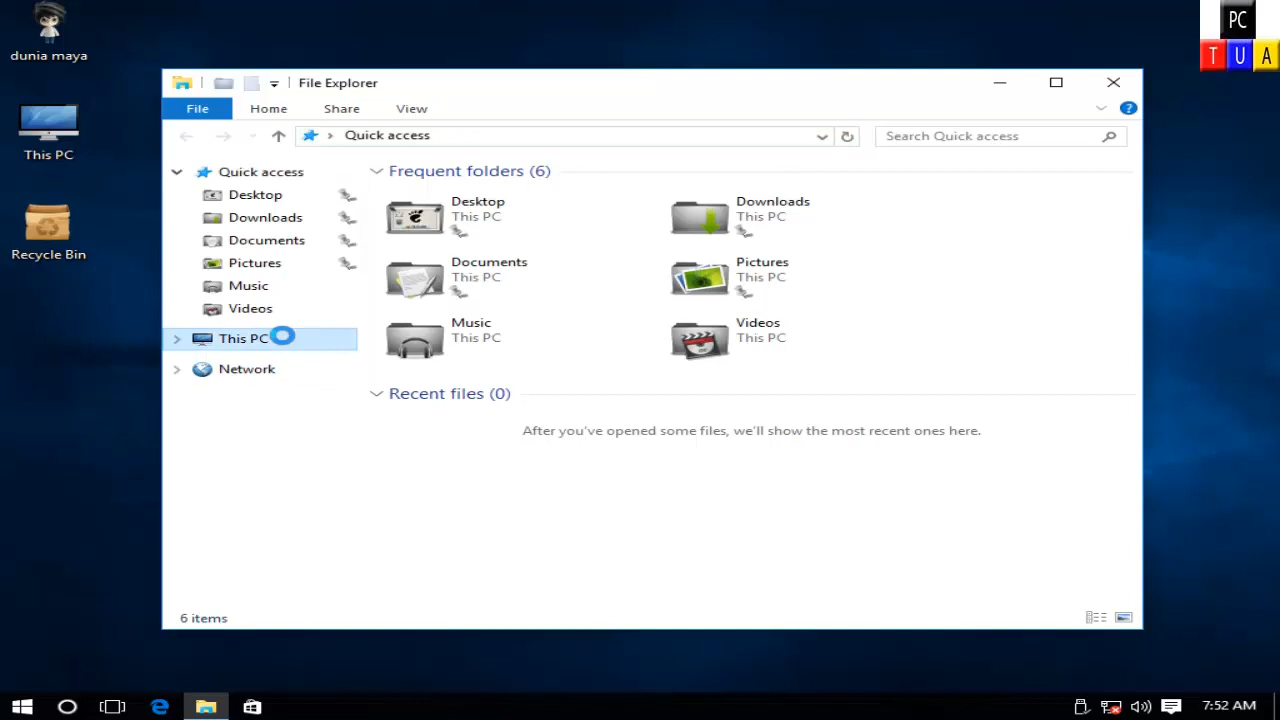 PC
TUA
dunia maya
This PC
Recycle Bin
File Explorer
File Home Share View
Quick access
Search Quick access
Quick access
Desktop
Downloads
Documents
Pictures
Music
Videos
This PC
Network
Frequent folders (6)
Desktop
This PC
Downloads
This PC
Documents
This PC
Pictures
This PC
Music
This PC
Videos
This PC
Recent files (0)
After you've opened some files, we'll show the most recent ones here.
6 items
7:52 AM